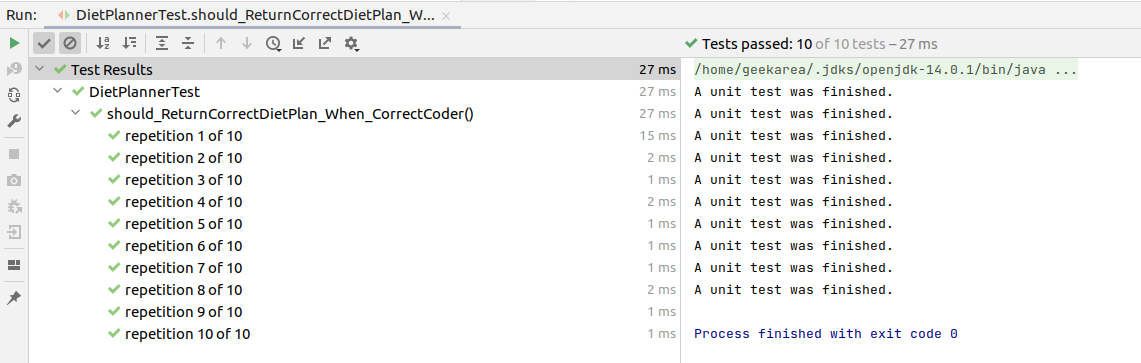 Run: DietPlannerTest.should_ReturnCorrectDietPlan_W...
Tests passed: 10 of 10 tests – 27 ms
Test Results 27 ms
DietPlannerTest 27 ms
should_ReturnCorrectDietPlan_When_CorrectCoder() 27 ms
repetition 1 of 10 15 ms
repetition 2 of 10 2 ms
repetition 3 of 10 1 ms
repetition 4 of 10 2 ms
repetition 5 of 10 1 ms
repetition 6 of 10 1 ms
repetition 7 of 10 1 ms
repetition 8 of 10 2 ms
repetition 9 of 10 1 ms
repetition 10 of 10 1 ms
/home/geekarea/.jdks/openjdk-14.0.1/bin/java ...
A unit test was finished.
A unit test was finished.
A unit test was finished.
A unit test was finished.
A unit test was finished.
A unit test was finished.
A unit test was finished.
A unit test was finished.
A unit test was finished.
A unit test was finished.
Process finished with exit code 0